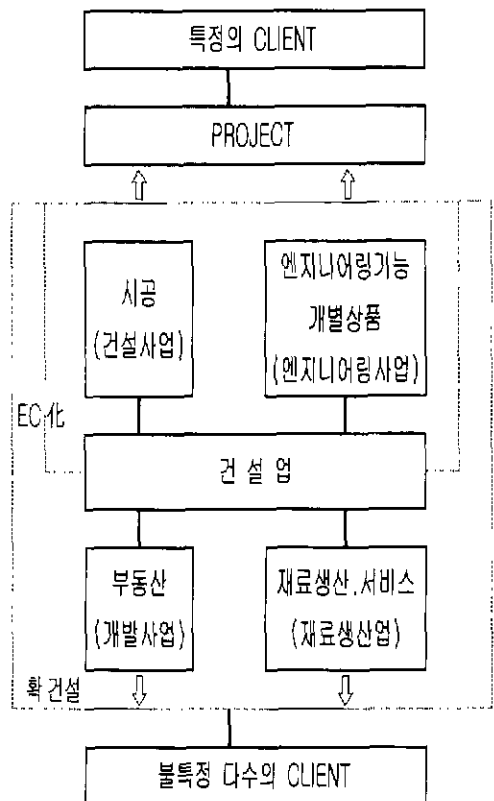 특정의 CLIENT
PROJECT
시공
(건설사업)
엔지니어링기능
개별상품
(엔지니어링사업)
EC化
건 설 업
부동산
(개발사업)
재료생산.서비스
(재료생산업)
확건설
불특정 다수의 CLIENT